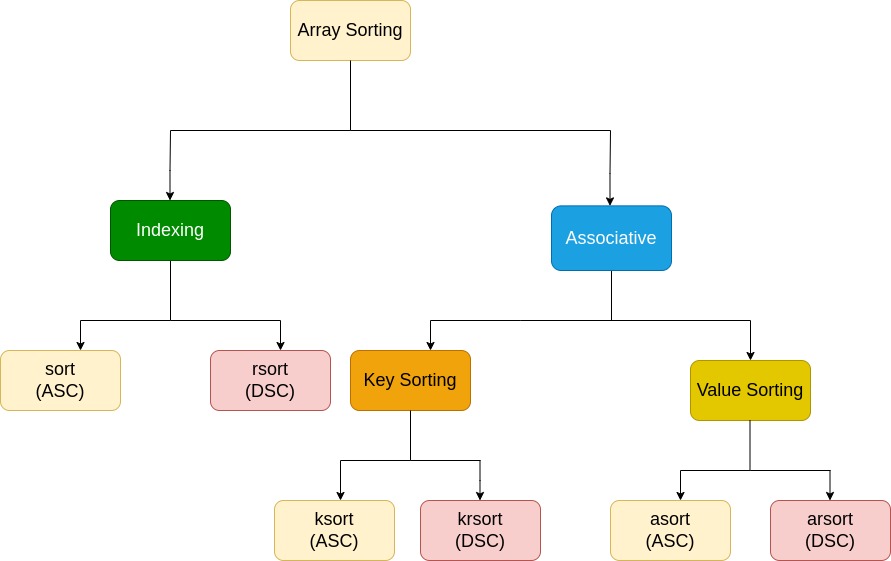 Array Sorting
Indexing
Associative
sort
(ASC)
rsort
(DSC)
Key Sorting
Value Sorting
ksort
(ASC)
krsort
(DSC)
asort
(ASC)
arsort
(DSC)